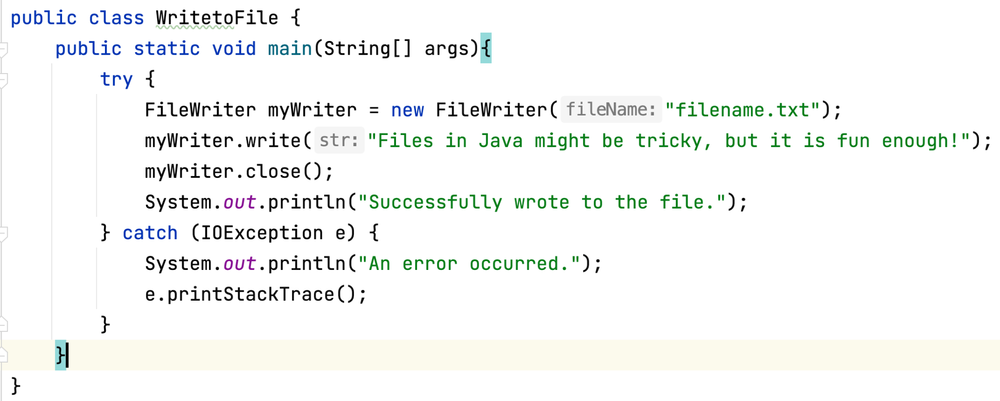 public class WritetoFile {
public static void main(String[] args){
try {
FileWriter myWriter = new FileWriter( fileName: "filename.txt");
myWriter.write( str: "Files in Java might be tricky, but it is fun enough!");
myWriter.close();
System.out.println("Successfully wrote to the file.");
} catch (IOException e) {
System.out.println("An error occurred.");
e.printStackTrace();
}
}
}